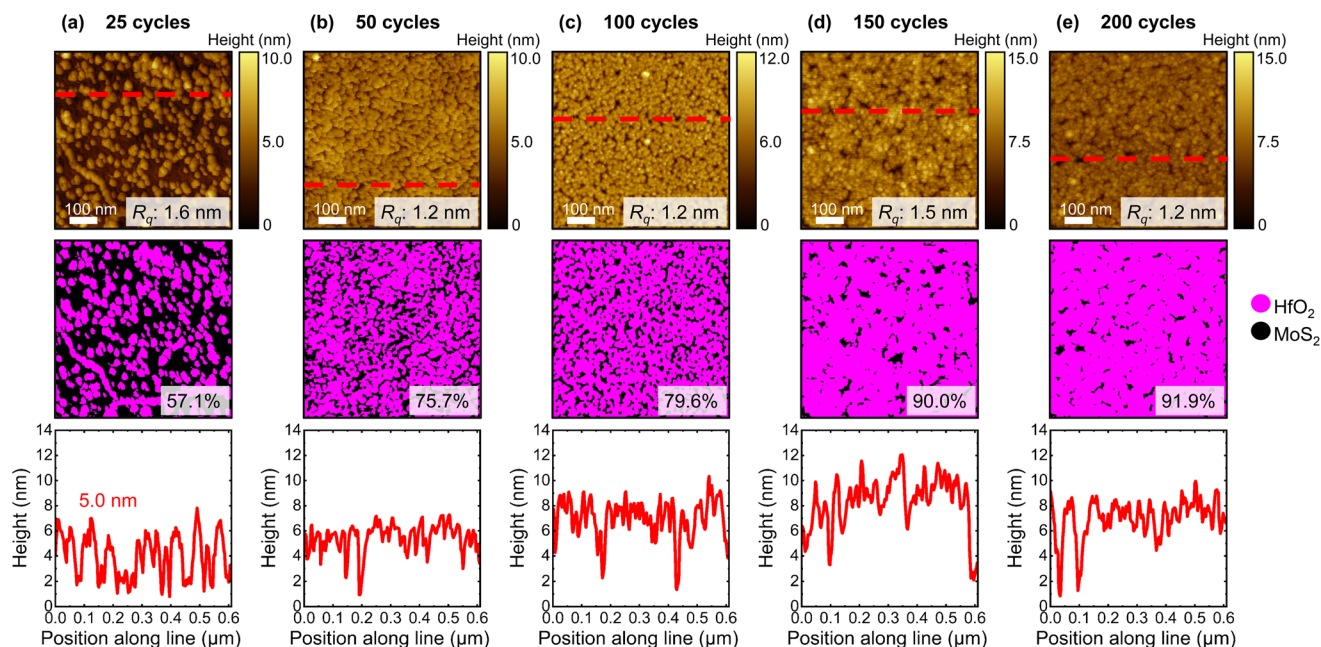 (a) 25 cycles
(b) 50 cycles
(c) 100 cycles
(d) 150 cycles
(e) 200 cycles
Height (nm)
10.0
5.0
0
100 nm
Rq: 1.6 nm
Height (nm)
10.0
5.0
0
100 nm
Rq: 1.2 nm
Height (nm)
12.0
6.0
0
100 nm
Rq: 1.2 nm
Height (nm)
15.0
7.5
0
100 nm
Rq: 1.5 nm
Height (nm)
15.0
7.5
0
100 nm
Rq: 1.2 nm
57.1%
75.7%
79.6%
90.0%
91.9%
HfO₂
MoS₂
Height (nm)
14
12
10
8
6
4
2
0
5.0 nm
0.0 0.1 0.2 0.3 0.4 0.5 0.6
Position along line (µm)
Height (nm)
14
12
10
8
6
4
2
0
0.0 0.1 0.2 0.3 0.4 0.5 0.6
Position along line (µm)
Height (nm)
14
12
10
8
6
4
2
0
0.0 0.1 0.2 0.3 0.4 0.5 0.6
Position along line (µm)
Height (nm)
14
12
10
8
6
4
2
0
0.0 0.1 0.2 0.3 0.4 0.5 0.6
Position along line (µm)
Height (nm)
14
12
10
8
6
4
2
0
0.0 0.1 0.2 0.3 0.4 0.5 0.6
Position along line (µm)